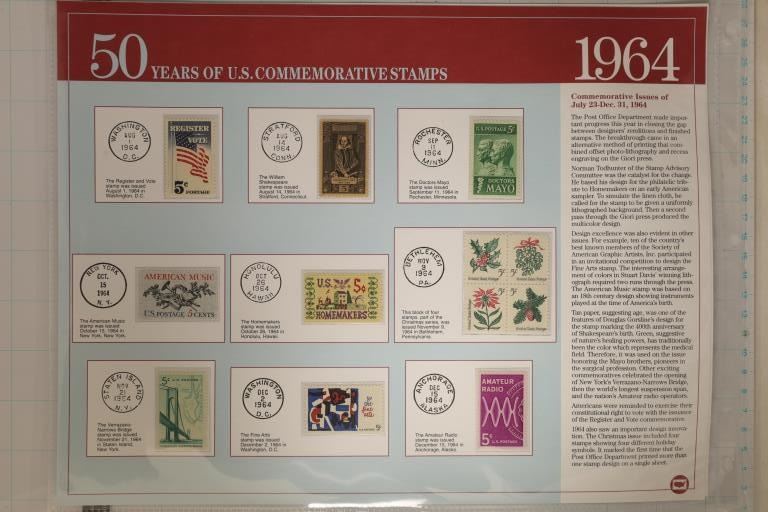 50 YEARS OF U.S. COMMEMORATIVE STAMPS
1964
WASHINGTON
AUG
1
1964
D.C.
REGISTER
VOTE
5c POSTAGE
The Register and Vote
stamp was issued
August 1, 1964 in
Washington, D.C.
STRATFORD
AUG
14
1964
CONN.
The William
Shakespeare
stamp was issued
August 14, 1964 in
Stratford, Connecticut.
ROCHESTER
SEP
11
1964
MINN.
U.S. POSTAGE 5c
DOCTORS
MAYO
The Doctors Mayo
stamp was issued
September 11, 1964 in
Rochester, Minnesota.
NEW YORK
OCT.
15
1964
N.Y.
AMERICAN MUSIC
U.S. POSTAGE 5 CENTS
The American Music
stamp was issued
October 15, 1964 in
New York, New York.
HONOLULU
OCT
26
1964
HAWAII
U.S. 5c
HOMEMAKERS
The Homemakers
stamp was issued
October 26, 1964 in
Honolulu, Hawaii.
BETHLEHEM
NOV
9
1964
PA.
This block of four
stamps, part of the
Christmas series, was
issued November 9,
1964 in Bethlehem,
Pennsylvania.
STATEN ISLAND
NOV
21
1964
N.Y.
The Verrazano-
Narrows Bridge
stamp was issued
November 21, 1964
in Staten Island,
New York.
WASHINGTON
DEC
2
1964
D.C.
The Fine Arts
stamp was issued
December 2, 1964 in
Washington, D.C.
ANCHORAGE
DEC
15
1964
ALASKA
AMATEUR
RADIO
5c
The Amateur Radio
stamp was issued
December 15, 1964 in
Anchorage, Alaska.
Commemorative Issues of
July 23-Dec. 31, 1964
The Post Office Department made impor-
tant progress this year in closing the gap
between designers' renditions and finished
stamps. The breakthrough came in an
alternative method of printing that com-
bined offset photo-lithography and recess
engraving on the Giori press.
Norman Todhunter of the Stamp Advisory
Committee was the catalyst for the change.
He based his design for the philatelic tribu-
te to Homemakers on an early American
sampler. To simulate the linen cloth, he
called for the stamp to be given a uniformly
lithographed background. Then a second
pass through the Giori press produced the
multicolor design.
Design excellence was also evident in other
issues. For example, ten of the country's
best known members of the Society of
American Graphic Artists, Inc. participated
in an invitational competition to design the
Fine Arts stamp. The interesting arrange-
ment of colors in Stuart Davis' winning lith-
ograph required two runs through the press.
The American Music stamp was based on
an 18th century design showing instruments
played at the time of America's birth.
Tan paper, suggesting age, was one of the
features of Douglas Gorsline's design for
the stamp marking the 400th anniversary
of Shakespeare's birth. Green, suggestive
of nature's healing powers, has traditionally
been the color which represents the medical
field. Therefore, it was used on the issue
honoring the Mayo brothers, pioneers in
the surgical profession. Other exciting
commemoratives celebrated the opening
of New York's Verrazano-Narrows Bridge,
then the world's longest suspension span,
and the nation's Amateur Radio operators.
Americans were reminded to exercise their
constitutional right to vote with the issuance
of the Register and Vote commemorative.
1964 also saw an important design innova-
tion. The Christmas issue included four
stamps showing four different holiday
symbols. It marked the first time that the
Post Office Department printed more than
one stamp design on a single sheet.